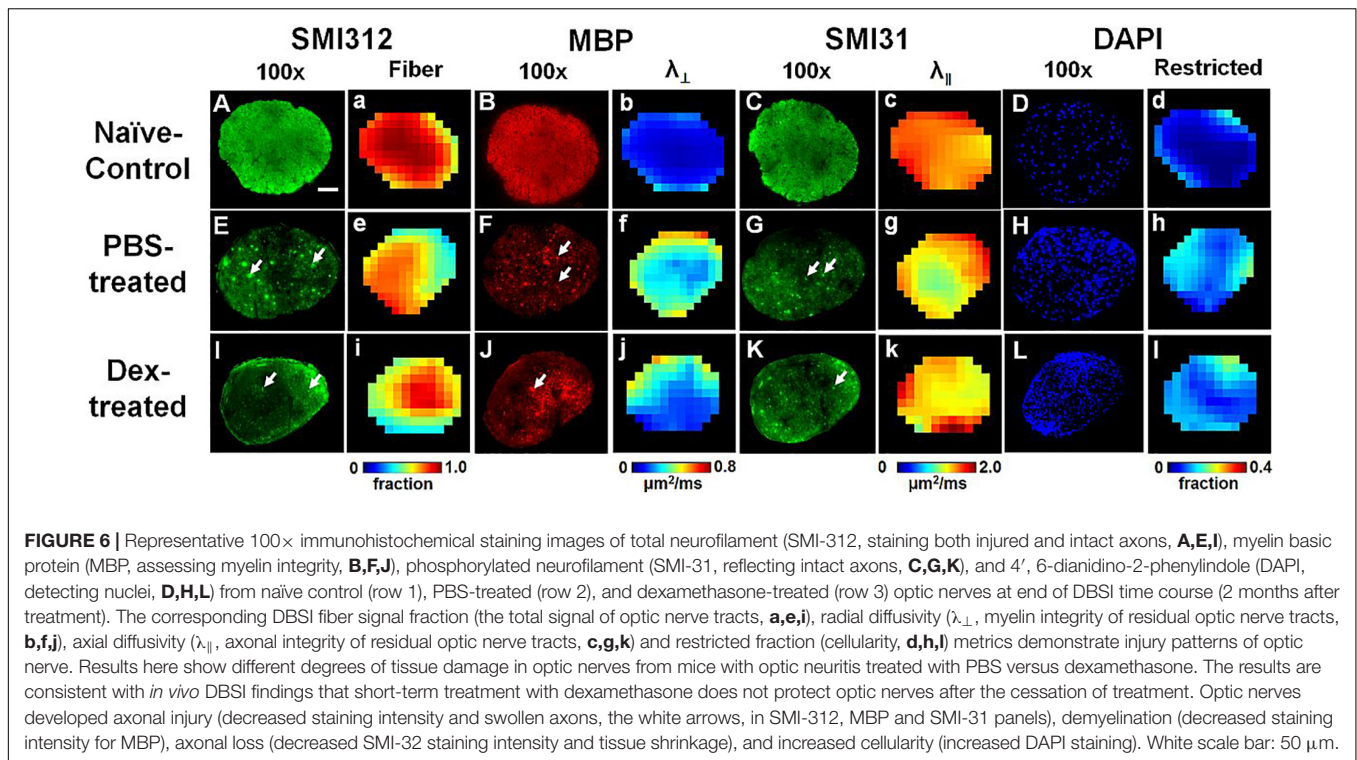 SMI312 MBP SMI31 DAPI
100x Fiber 100x λ⊥ 100x λ∥ 100x Restricted
Naïve-
Control
A a B b C c D d
PBS-
treated
E e F f G g H h
Dex-
treated
I i J j K k L l
0 1.0 0 0.8 0 2.0 0 0.4
fraction μm²/ms μm²/ms fraction
FIGURE 6 | Representative 100× immunohistochemical staining images of total neurofilament (SMI-312, staining both injured and intact axons, A,E,I), myelin basic
protein (MBP, assessing myelin integrity, B,F,J), phosphorylated neurofilament (SMI-31, reflecting intact axons, C,G,K), and 4′, 6-dianidino-2-phenylindole (DAPI,
detecting nuclei, D,H,L) from naïve control (row 1), PBS-treated (row 2), and dexamethasone-treated (row 3) optic nerves at end of DBSI time course (2 months after
treatment). The corresponding DBSI fiber signal fraction (the total signal of optic nerve tracts, a,e,i), radial diffusivity (λ⊥, myelin integrity of residual optic nerve tracts,
b,f,j), axial diffusivity (λ∥, axonal integrity of residual optic nerve tracts, c,g,k) and restricted fraction (cellularity, d,h,l) metrics demonstrate injury patterns of optic
nerve. Results here show different degrees of tissue damage in optic nerves from mice with optic neuritis treated with PBS versus dexamethasone. The results are
consistent with in vivo DBSI findings that short-term treatment with dexamethasone does not protect optic nerves after the cessation of treatment. Optic nerves
developed axonal injury (decreased staining intensity and swollen axons, the white arrows, in SMI-312, MBP and SMI-31 panels), demyelination (decreased staining
intensity for MBP), axonal loss (decreased SMI-32 staining intensity and tissue shrinkage), and increased cellularity (increased DAPI staining). White scale bar: 50 μm.